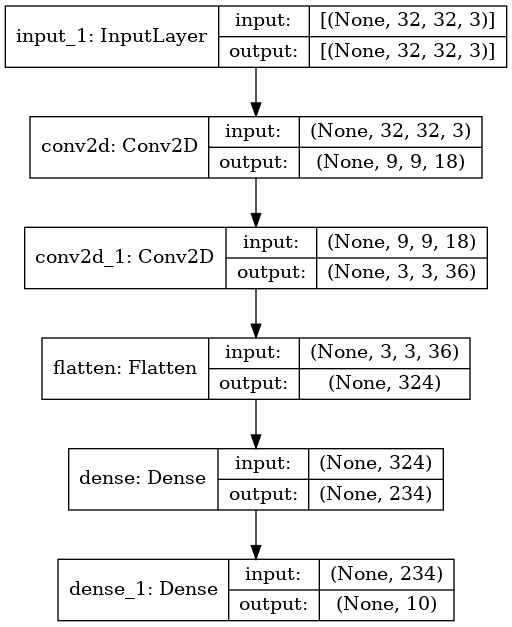 input_1: InputLayer
input: [(None, 32, 32, 3)]
output: [(None, 32, 32, 3)]
conv2d: Conv2D
input: (None, 32, 32, 3)
output: (None, 9, 9, 18)
conv2d_1: Conv2D
input: (None, 9, 9, 18)
output: (None, 3, 3, 36)
flatten: Flatten
input: (None, 3, 3, 36)
output: (None, 324)
dense: Dense
input: (None, 324)
output: (None, 234)
dense_1: Dense
input: (None, 234)
output: (None, 10)